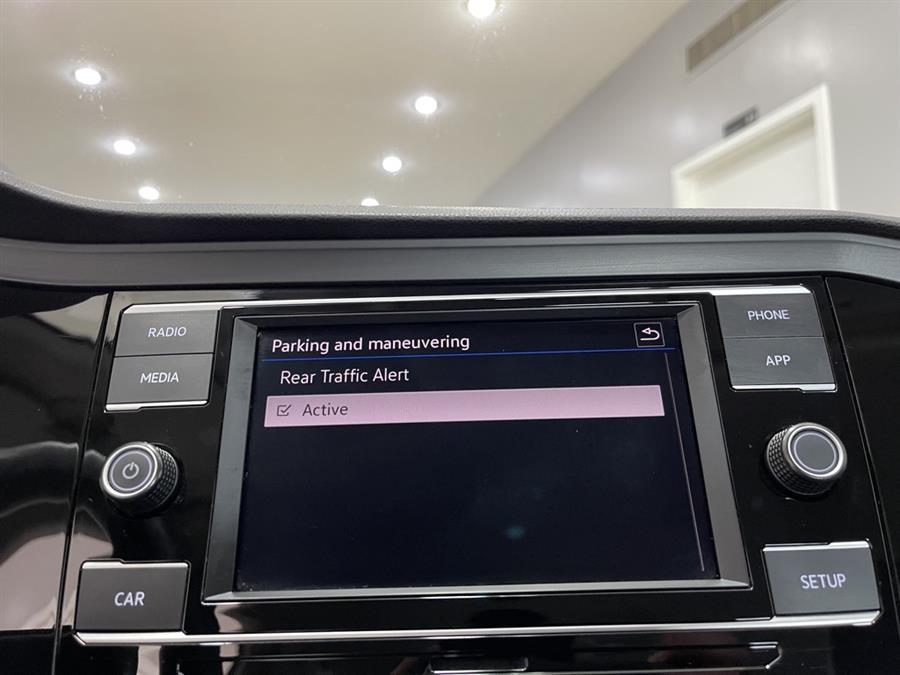 RADIO
MEDIA
CAR
Parking and maneuvering
Rear Traffic Alert
Active
PHONE
APP
SETUP